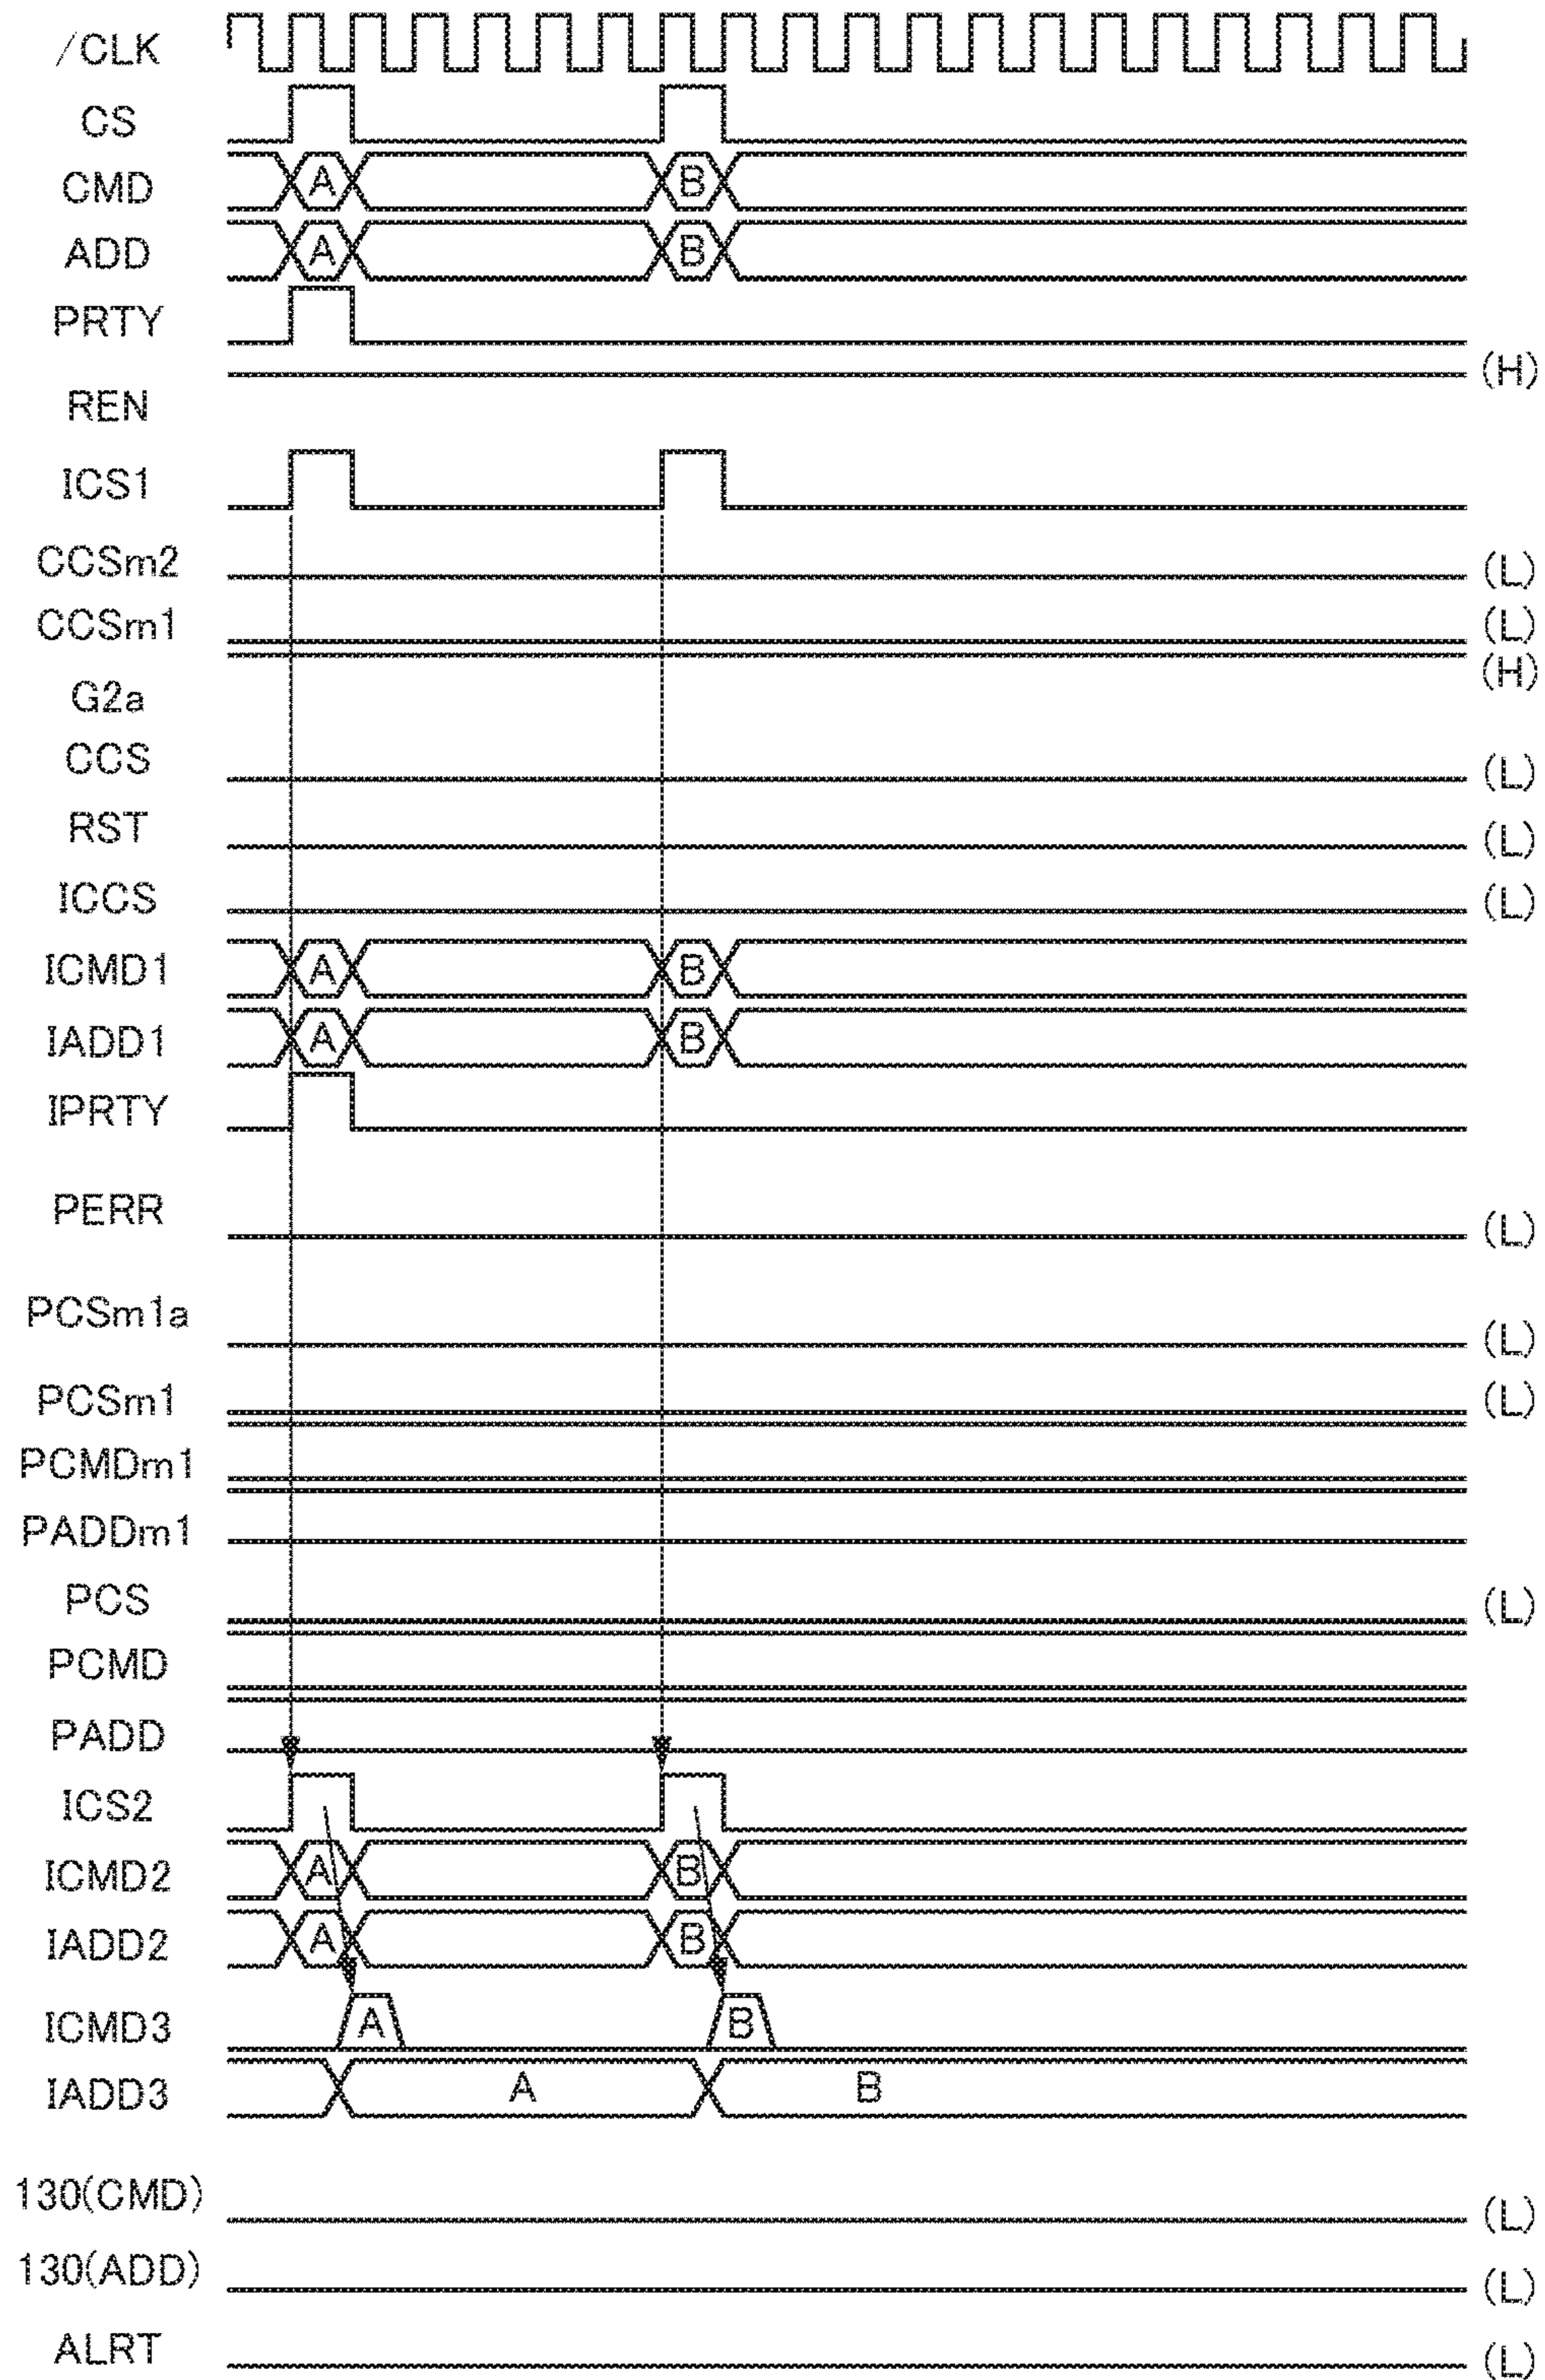 /CLK
CS
CMD A B
ADD A B
PRTY
REN (H)
ICS1
CCSm2 (L)
CCSm1 (L)
G2a (H)
CCS (L)
RST (L)
ICCS (L)
ICMD1 A B
IADD1 A B
IPRTY
PERR (L)
PCSm1a (L)
PCSm1 (L)
PCMDm1
PADDm1
PCS (L)
PCMD
PADD
ICS2
ICMD2 A B
IADD2 A B
ICMD3 A B
IADD3 A B
130(CMD) (L)
130(ADD) (L)
ALRT (L)